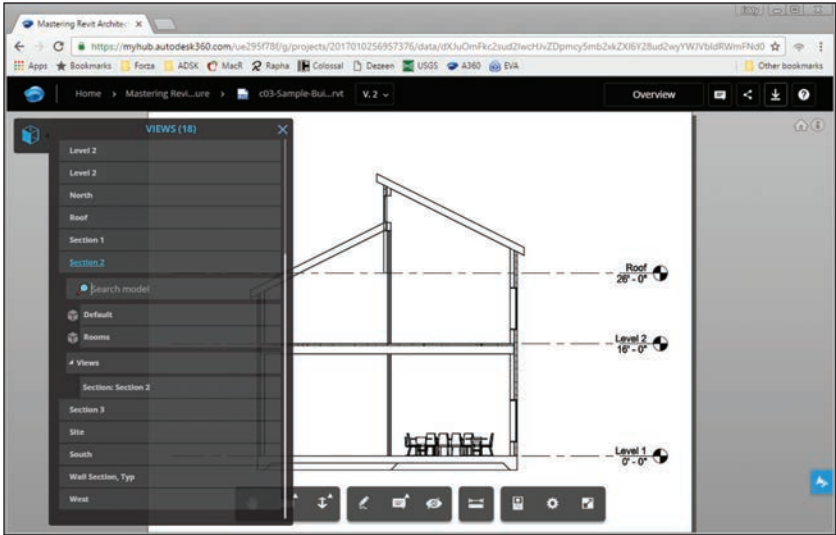 Mastering Revit Architec
https://myhub.autodesk360.com/ue295f78f/g/projects/2017010256957376/data/
Apps Bookmarks Forza ADSK MacR Rapha Colossal Dezeen USGS A360 EVA Other bookmarks
Home > Mastering Revi...ure > c03-Sample-Bui...rvt V. 2 Overview
VIEWS (18)
Level 2
Level 2
North
Roof
Section 1
Section 2
Search model
Default
Rooms
Views
Section: Section 2
Section 3
Site
South
Wall Section, Typ
West
Roof
26' - 0"
Level 2
16' - 0"
Level 1
0' - 0"